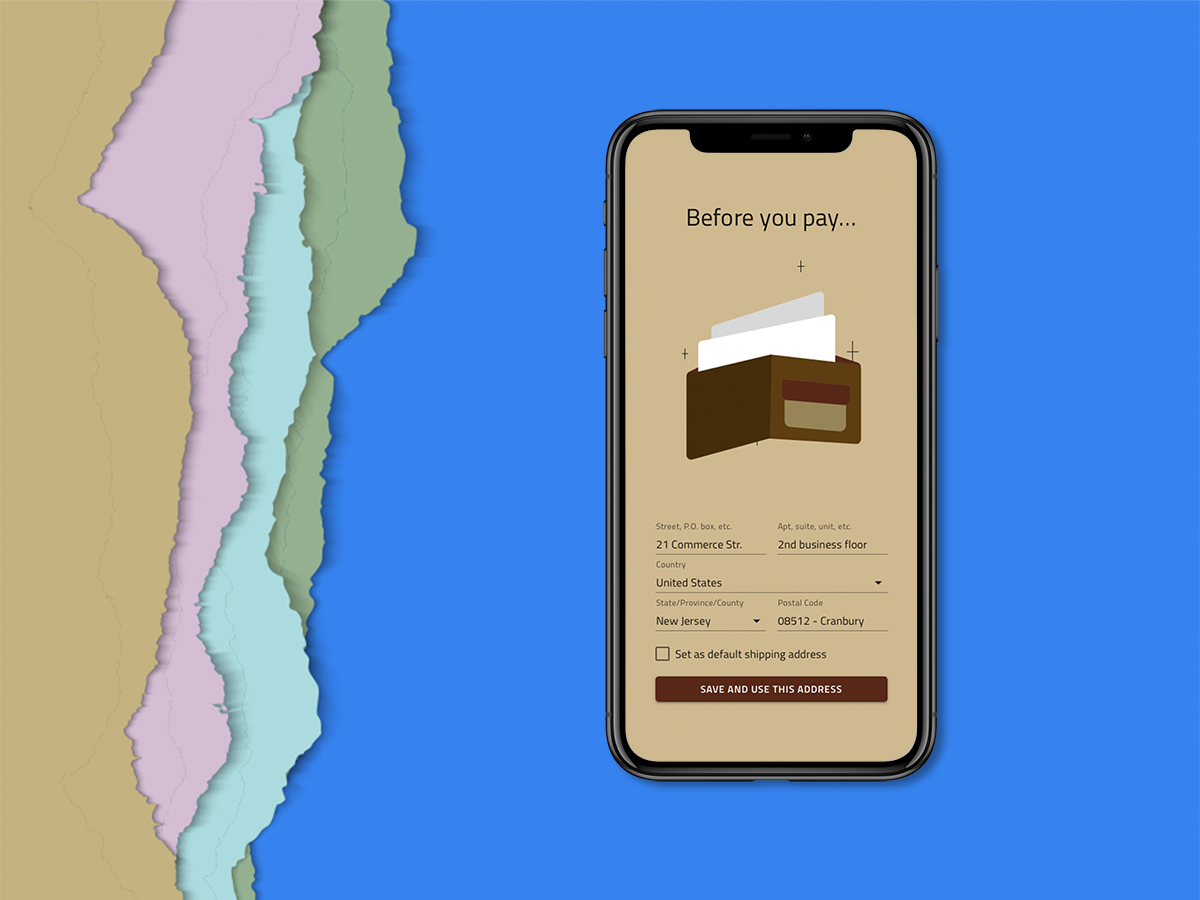 Before you pay...
Street, P.O. box, etc.
Apt, suite, unit, etc.
21 Commerce Str.
2nd business floor
Country
United States
State/Province/County
Postal Code
New Jersey
08512 - Cranbury
Set as default shipping address
SAVE AND USE THIS ADDRESS